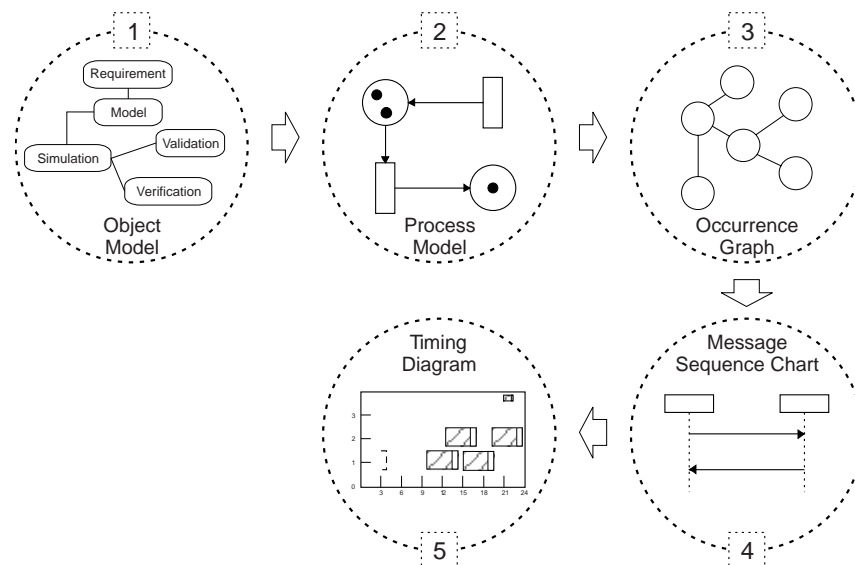 1
Requirement
Model
Simulation
Validation
Verification
Object
Model
2
Process
Model
3
Occurrence
Graph
Message
Sequence Chart
4
Timing
Diagram
3
2
1
0
3 6 9 12 15 18 21 24
5